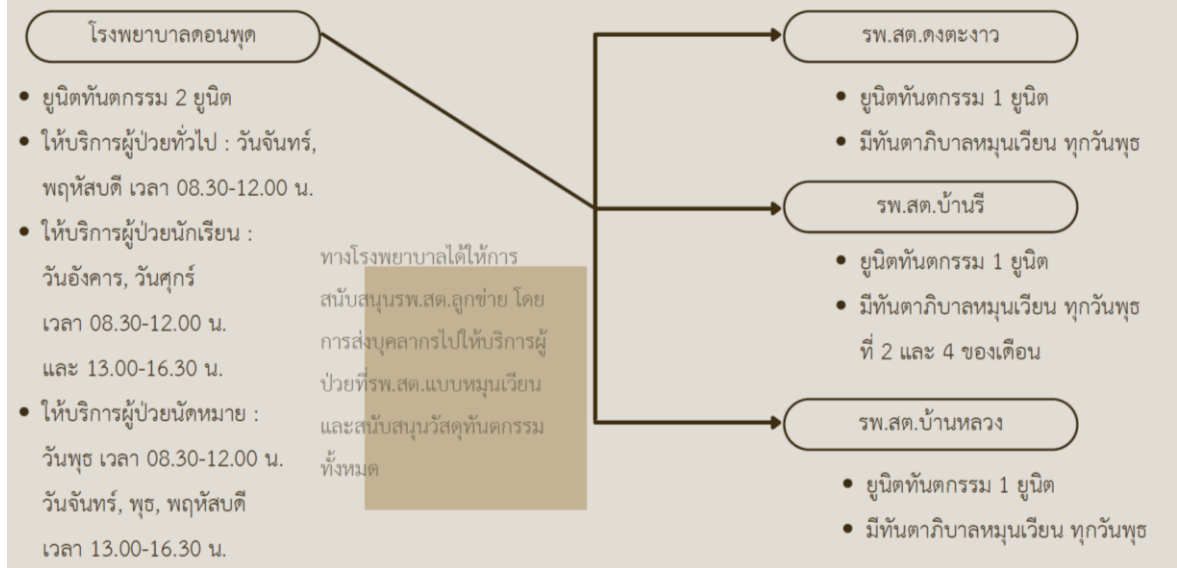 โรงพยาบาลดอนพุด
• ยูนิตทันตกรรม 2 ยูนิต
• ให้บริการผู้ป่วยทั่วไป : วันจันทร์,
พฤหัสบดี เวลา 08.30-12.00 น.
• ให้บริการผู้ป่วยนักเรียน :
วันอังคาร, วันศุกร์
เวลา 08.30-12.00 น.
และ 13.00-16.30 น.
• ให้บริการผู้ป่วยนัดหมาย :
วันพุธ เวลา 08.30-12.00 น.
วันจันทร์, พุธ, พฤหัสบดี
เวลา 13.00-16.30 น.
ทางโรงพยาบาลได้ให้การ
สนับสนุนรพ.สต.ลูกข่าย โดย
การส่งบุคลากรไปให้บริการผู้
ป่วยที่รพ.สต.แบบหมุนเวียน
และสนับสนุนวัสดุทันตกรรม
ทั้งหมด
รพ.สต.ดงตะงาว
• ยูนิตทันตกรรม 1 ยูนิต
• มีทันตาภิบาลหมุนเวียน ทุกวันพุธ
รพ.สต.บ้านรี
• ยูนิตทันตกรรม 1 ยูนิต
• มีทันตาภิบาลหมุนเวียน ทุกวันพุธ
ที่ 2 และ 4 ของเดือน
รพ.สต.บ้านหลวง
• ยูนิตทันตกรรม 1 ยูนิต
• มีทันตาภิบาลหมุนเวียน ทุกวันพุธ